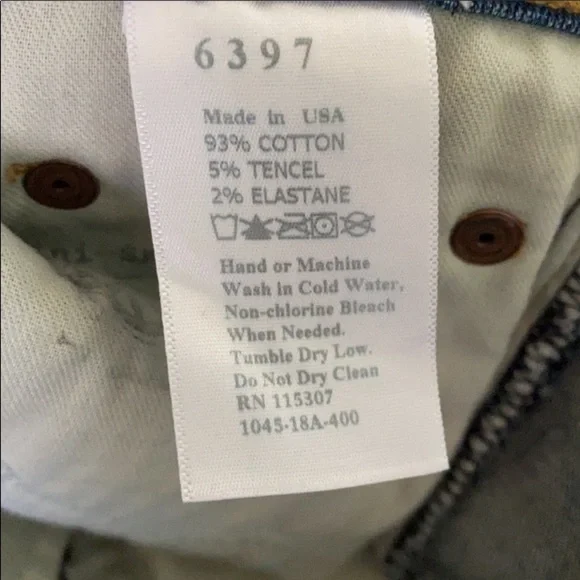 6397
Made in USA
93% COTTON
5% TENCEL
2% ELASTANE
Hand or Machine
Wash in Cold Water,
Non-chlorine Bleach
When Needed.
Tumble Dry Low.
Do Not Dry Clean
RN 115307
1045-18A-400